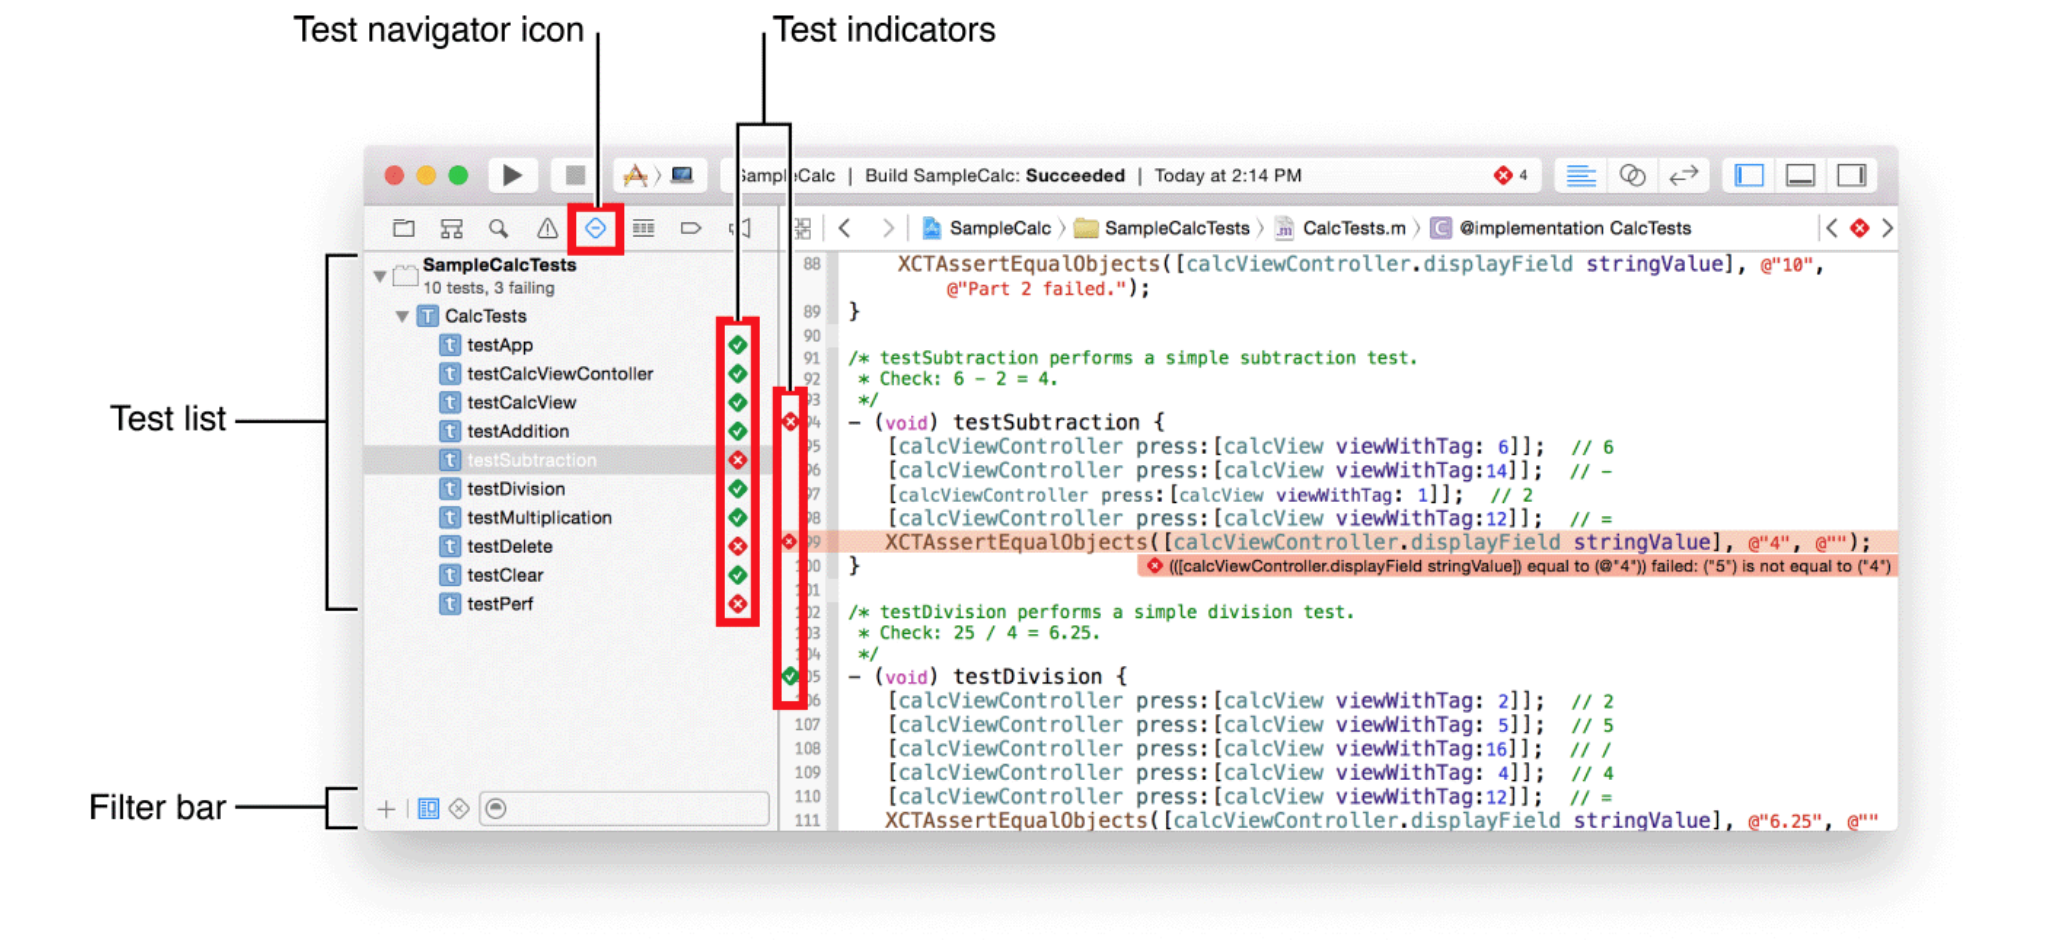 Test navigator icon
Test indicators
SampleCalc | Build SampleCalc: Succeeded | Today at 2:14 PM
4
SampleCalc
SampleCalcTests
CalcTests.m
@implementation CalcTests
Test list
SampleCalcTests
10 tests, 3 failing
CalcTests
testApp
testCalcViewContoller
testCalcView
testAddition
testSubtraction
testDivision
testMultiplication
testDelete
testClear
testPerf
Filter bar
88 XCTAssertEqualObjects([calcViewController.displayField stringValue], @"10",
@"Part 2 failed.");
89 }
90
91 /* testSubtraction performs a simple subtraction test.
92 * Check: 6 - 2 = 4.
93 */
94 - (void) testSubtraction {
95 [calcViewController press:[calcView viewWithTag: 6]]; // 6
96 [calcViewController press:[calcView viewWithTag:14]]; // -
97 [calcViewController press:[calcView viewWithTag: 1]]; // 2
98 [calcViewController press:[calcView viewWithTag:12]]; // =
99 XCTAssertEqualObjects([calcViewController.displayField stringValue], @"4", @"");
100 }
(([calcViewController.displayField stringValue]) equal to (@"4")) failed: ("5") is not equal to ("4")
101
102 /* testDivision performs a simple division test.
103 * Check: 25 / 4 = 6.25.
104 */
105 - (void) testDivision {
106 [calcViewController press:[calcView viewWithTag: 2]]; // 2
107 [calcViewController press:[calcView viewWithTag: 5]]; // 5
108 [calcViewController press:[calcView viewWithTag:16]]; // /
109 [calcViewController press:[calcView viewWithTag: 4]]; // 4
110 [calcViewController press:[calcView viewWithTag:12]]; // =
111 XCTAssertEqualObjects([calcViewController.displayField stringValue], @"6.25", @""